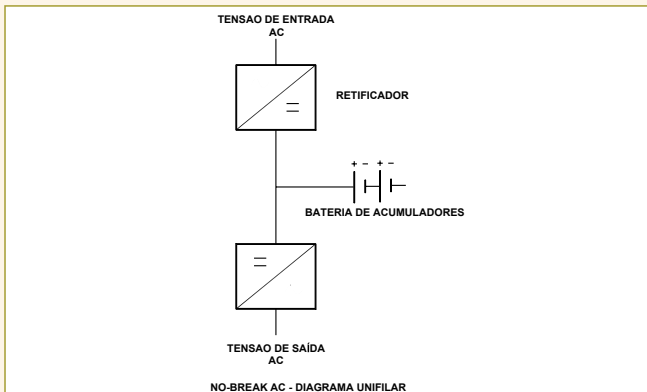 TENSAO DE ENTRADA
AC
RETIFICADOR
+ - + -
BATERIA DE ACUMULADORES
TENSAO DE SAÍDA
AC
NO-BREAK AC - DIAGRAMA UNIFILAR